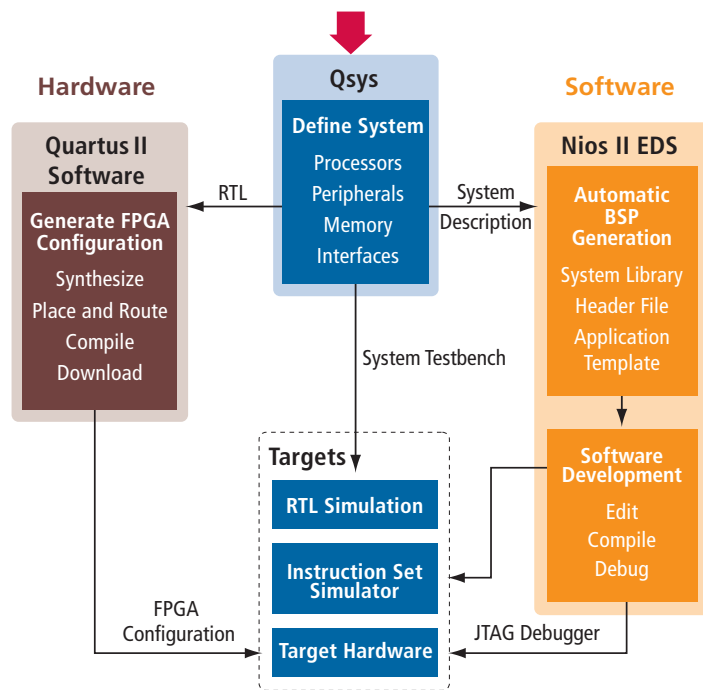 Hardware
Qsys
Software
Define System
Processors
Peripherals
Memory
Interfaces
Quartus II
Software
Generate FPGA
Configuration
Synthesize
Place and Route
Compile
Download
RTL
System
Description
Nios II EDS
Automatic
BSP
Generation
System Library
Header File
Application
Template
System Testbench
Software
Development
Edit
Compile
Debug
Targets
RTL Simulation
Instruction Set
Simulator
Target Hardware
FPGA
Configuration
JTAG Debugger